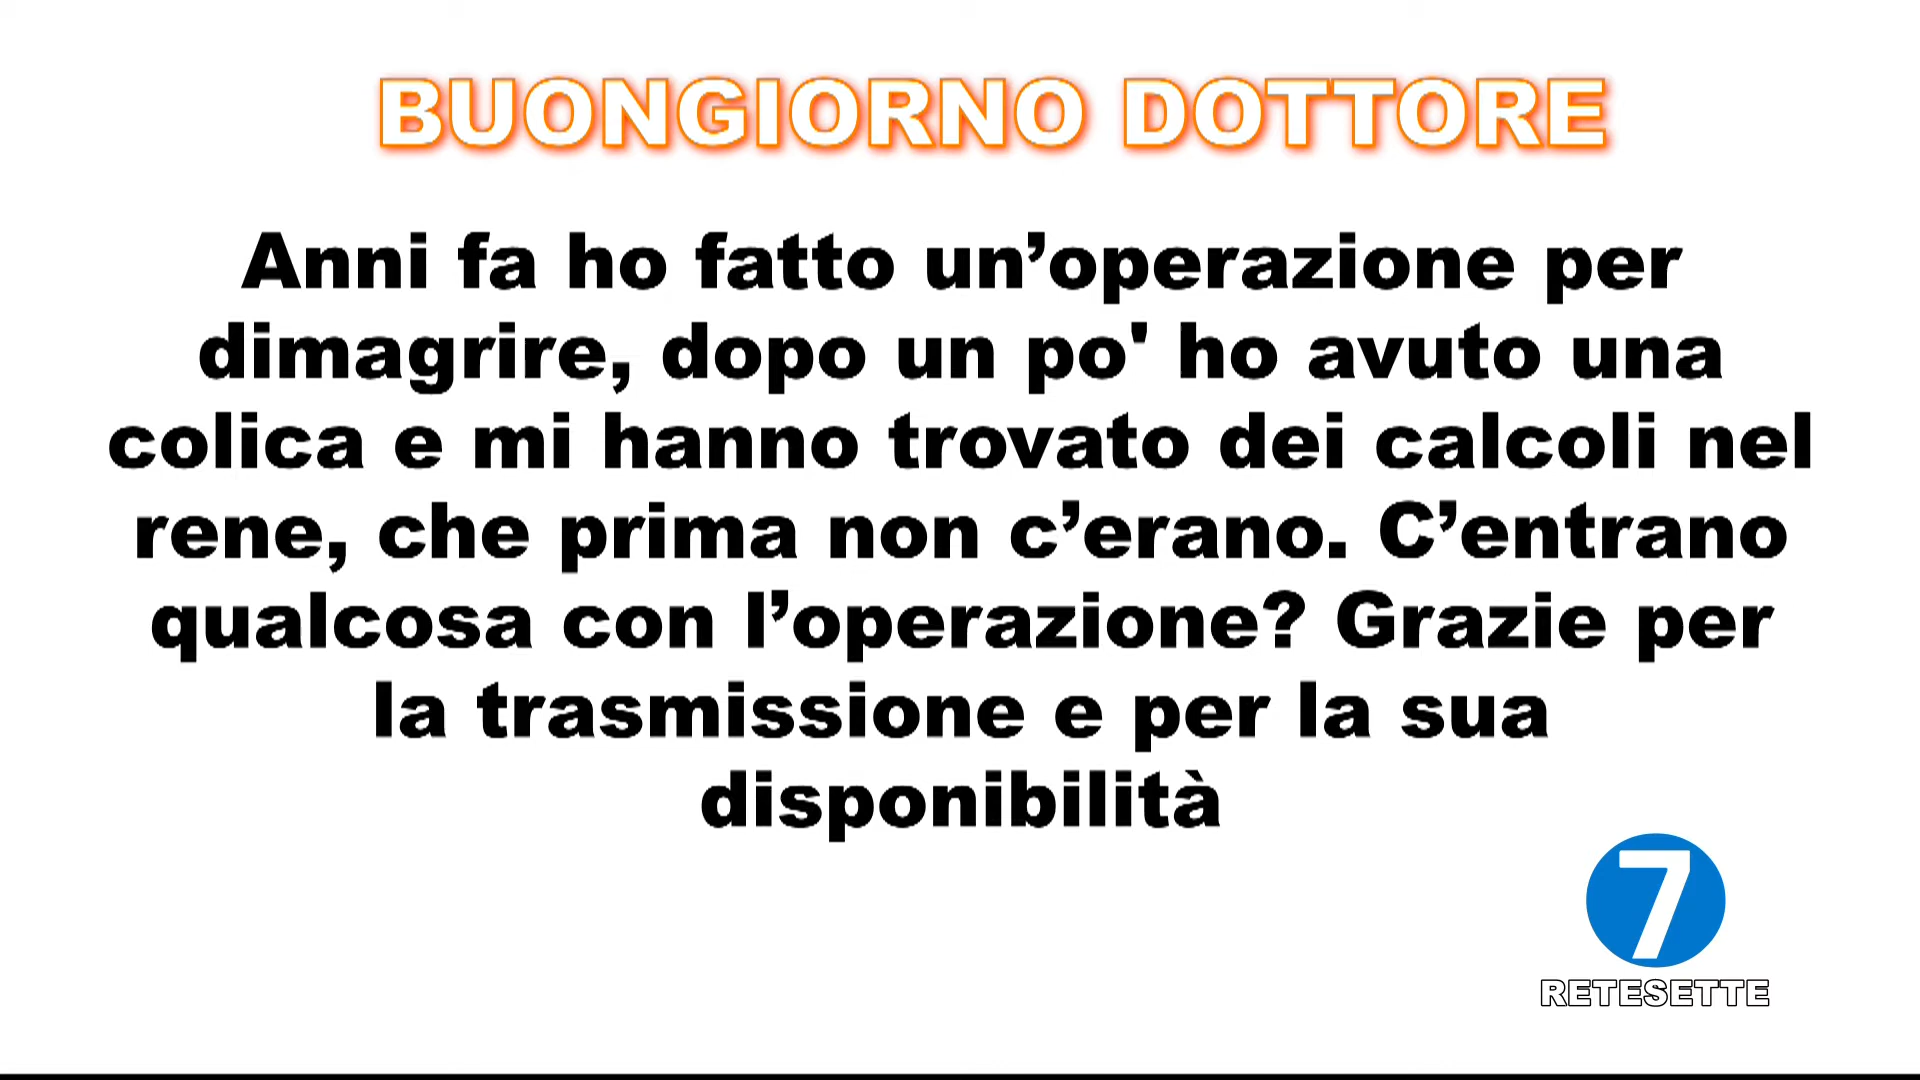 BUONGIORNO DOTTORE
Anni fa ho fatto un’operazione per
dimagrire, dopo un po' ho avuto una
colica e mi hanno trovato dei calcoli nel
rene, che prima non c’erano. C’entrano
qualcosa con l’operazione? Grazie per
la trasmissione e per la sua
disponibilità
7
RETESETTE